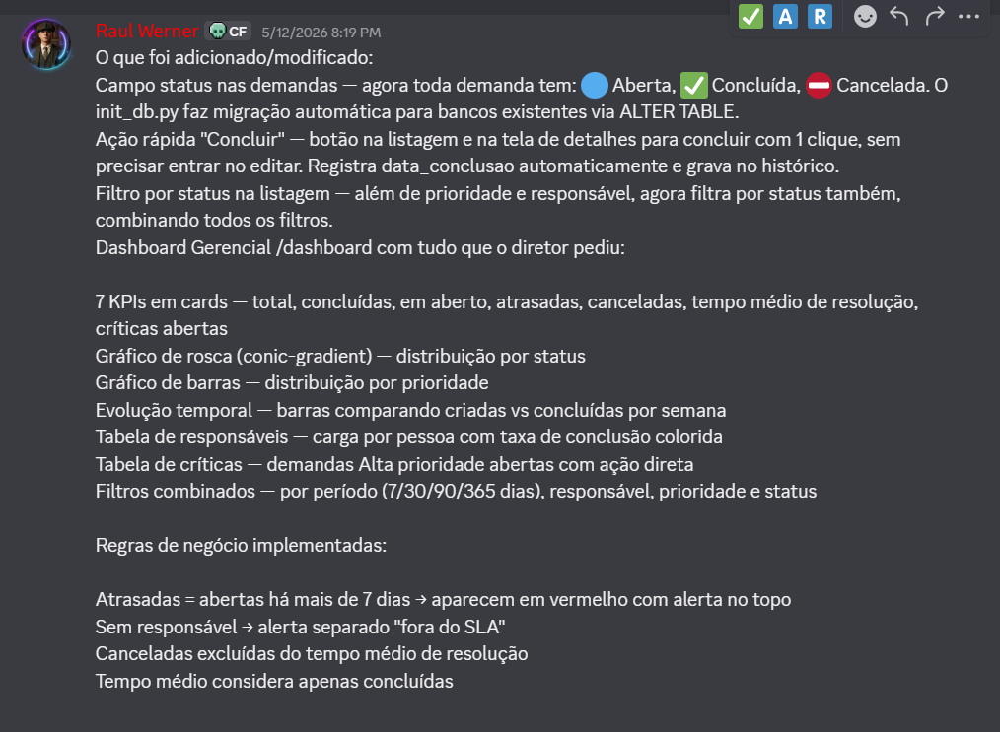 A R
Raul Werner CF 5/12/2026 8:19 PM
O que foi adicionado/modificado:
Campo status nas demandas — agora toda demanda tem: 🔵 Aberta, ✅ Concluída, ⛔ Cancelada. O
init_db.py faz migração automática para bancos existentes via ALTER TABLE.
Ação rápida "Concluir" — botão na listagem e na tela de detalhes para concluir com 1 clique, sem
precisar entrar no editar. Registra data_conclusao automaticamente e grava no histórico.
Filtro por status na listagem — além de prioridade e responsável, agora filtra por status também,
combinando todos os filtros.
Dashboard Gerencial /dashboard com tudo que o diretor pediu:
7 KPIs em cards — total, concluídas, em aberto, atrasadas, canceladas, tempo médio de resolução,
críticas abertas
Gráfico de rosca (conic-gradient) — distribuição por status
Gráfico de barras — distribuição por prioridade
Evolução temporal — barras comparando criadas vs concluídas por semana
Tabela de responsáveis — carga por pessoa com taxa de conclusão colorida
Tabela de críticas — demandas Alta prioridade abertas com ação direta
Filtros combinados — por período (7/30/90/365 dias), responsável, prioridade e status
Regras de negócio implementadas:
Atrasadas = abertas há mais de 7 dias → aparecem em vermelho com alerta no topo
Sem responsável → alerta separado "fora do SLA"
Canceladas excluídas do tempo médio de resolução
Tempo médio considera apenas concluídas